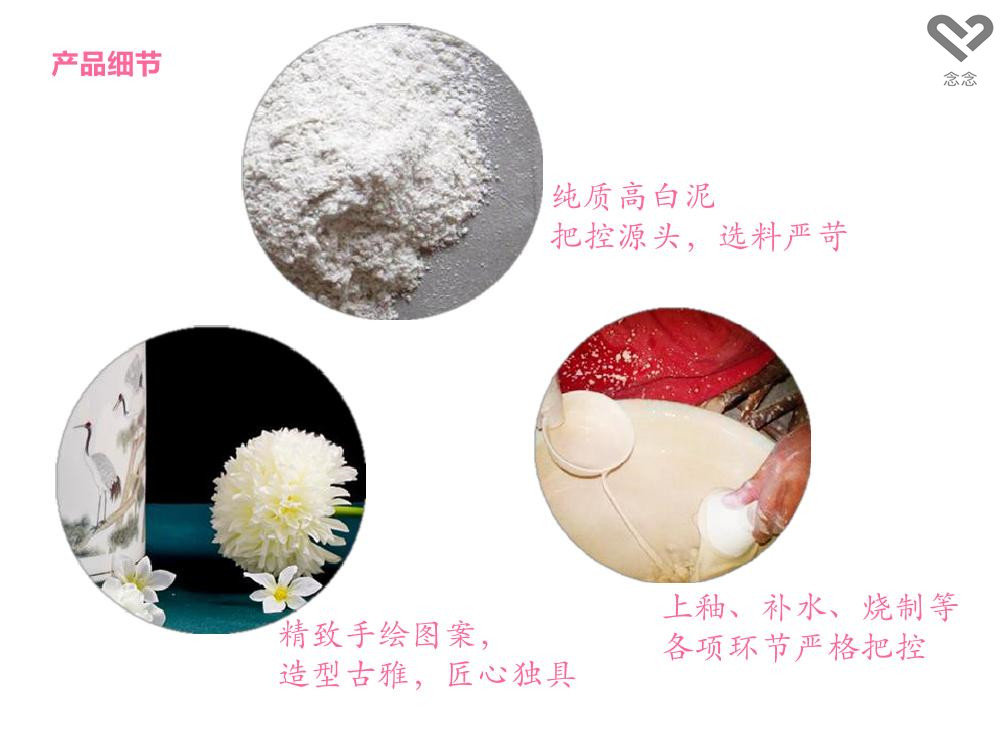 产品细节
念念
纯质高白泥
把控源头，选料严苛
精致手绘图案，
造型古雅，匠心独具
上釉、补水、烧制等
各项环节严格把控